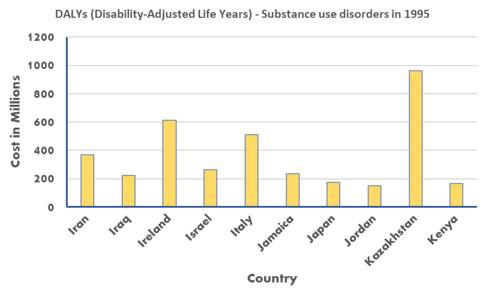 DALYs (Disability-Adjusted Life Years) - Substance use disorders in 1995
1200
1000
800
600
400
200
0
Cost in Millions
Iran
Iraq
Ireland
Israel
Italy
Jamaica
Japan
Jordan
Kazakhstan
Kenya
Country